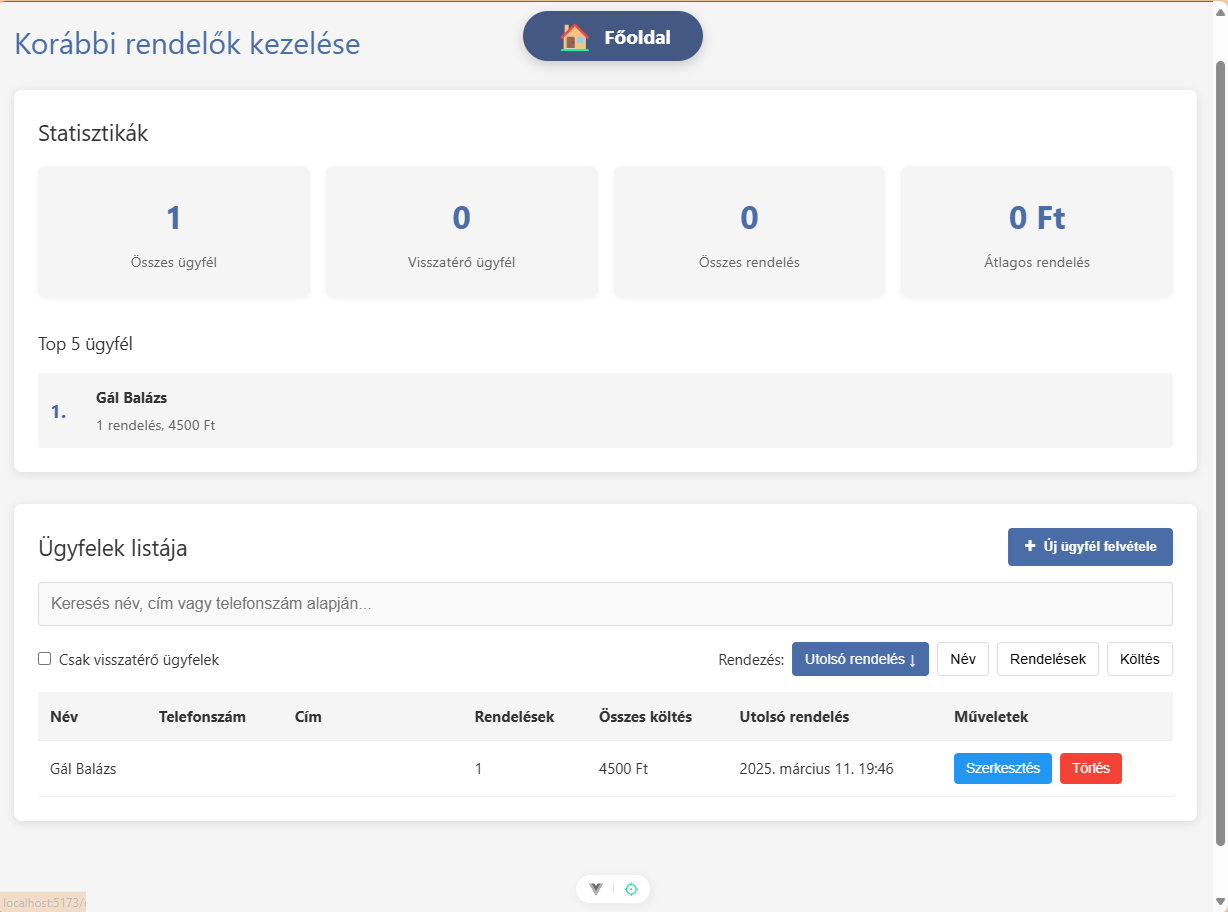 Korábbi rendelők kezelése
Főoldal
Statisztikák
1
Összes ügyfél
0
Visszatérő ügyfél
0
Összes rendelés
0 Ft
Átlagos rendelés
Top 5 ügyfél
1.
Gál Balázs
1 rendelés, 4500 Ft
Ügyfelek listája
+ Új ügyfél felvétele
Keresés név, cím vagy telefonszám alapján...
Csak visszatérő ügyfelek
Rendezés: Utolsó rendelés ↓ Név Rendelések Költés
Név Telefonszám Cím Rendelések Összes költés Utolsó rendelés Műveletek
Gál Balázs 1 4500 Ft 2025. március 11. 19:46 Szerkesztés Törlés
localhost:5173/